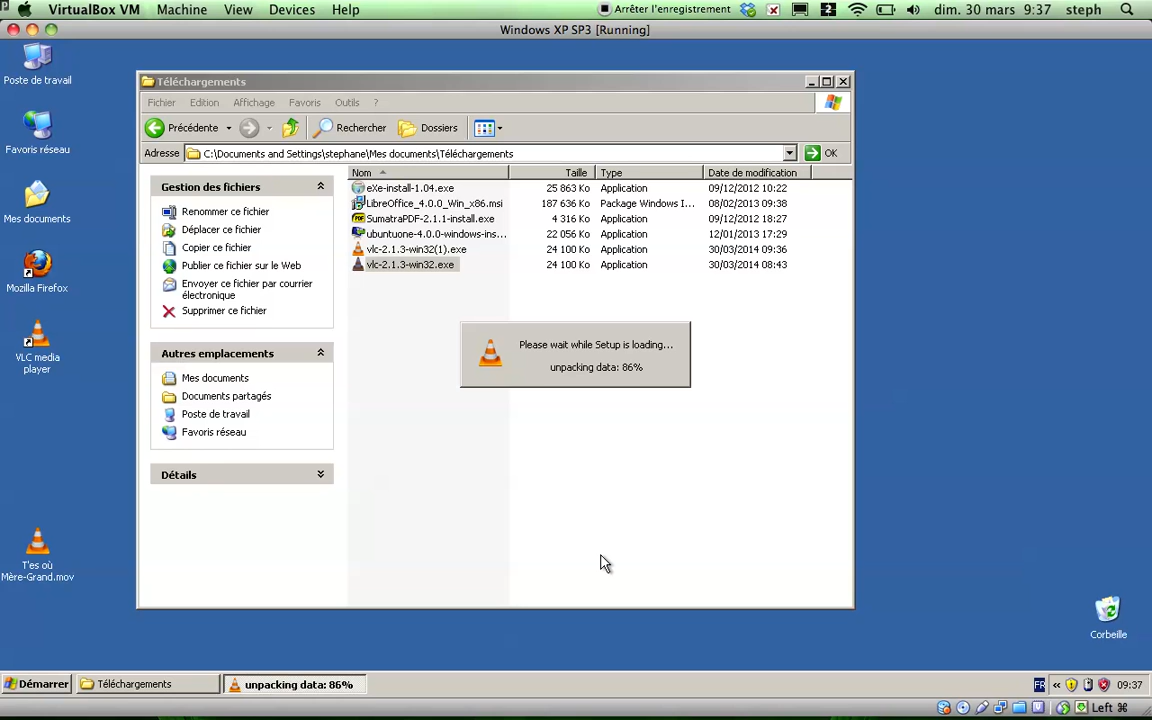 VirtualBox VM Machine View Devices Help Arrêter l'enregistrement 2 dim. 30 mars 9:37 steph
Windows XP SP3 [Running]
Poste de travail
Favoris réseau
Mes documents
Mozilla Firefox
VLC media
player
T'es où
Mère-Grand.mov
Téléchargements
Fichier Edition Affichage Favoris Outils ?
Précédente Rechercher Dossiers
Adresse C:\Documents and Settings\stephane\Mes documents\Téléchargements OK
Gestion des fichiers
Renommer ce fichier
Déplacer ce fichier
Copier ce fichier
Publier ce fichier sur le Web
Envoyer ce fichier par courrier
électronique
Supprimer ce fichier
Autres emplacements
Mes documents
Documents partagés
Poste de travail
Favoris réseau
Détails
Nom Taille Type Date de modification
eXe-install-1.04.exe 25 863 Ko Application 09/12/2012 10:22
LibreOffice_4.0.0_Win_x86.msi 187 636 Ko Package Windows I... 08/02/2013 09:38
SumatraPDF-2.1.1-install.exe 4 316 Ko Application 09/12/2012 18:27
ubuntuone-4.0.0-windows-ins... 22 056 Ko Application 12/01/2013 17:29
vlc-2.1.3-win32(1).exe 24 100 Ko Application 30/03/2014 09:36
vlc-2.1.3-win32.exe 24 100 Ko Application 30/03/2014 08:43
Please wait while Setup is loading...
unpacking data: 86%
Corbeille
Démarrer Téléchargements unpacking data: 86% FR « 09:37
Left ⌘